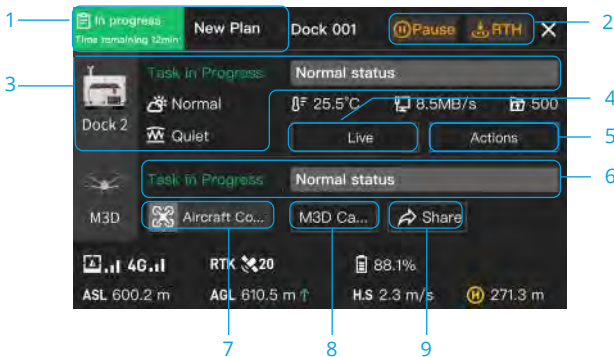 1
In progress
Time remaining 12min
New Plan
Dock 001
Pause
RTH
2
3
Task in Progress
Normal status
Normal
25.5°C
8.5MB/s
500
4
Dock 2
Quiet
Live
Actions
5
Task in Progress
Normal status
6
M3D
Aircraft Co...
M3D Ca...
Share
4G
RTK 20
88.1%
ASL 600.2 m
AGL 610.5 m ↑
H.S 2.3 m/s
H 271.3 m
7
8
9